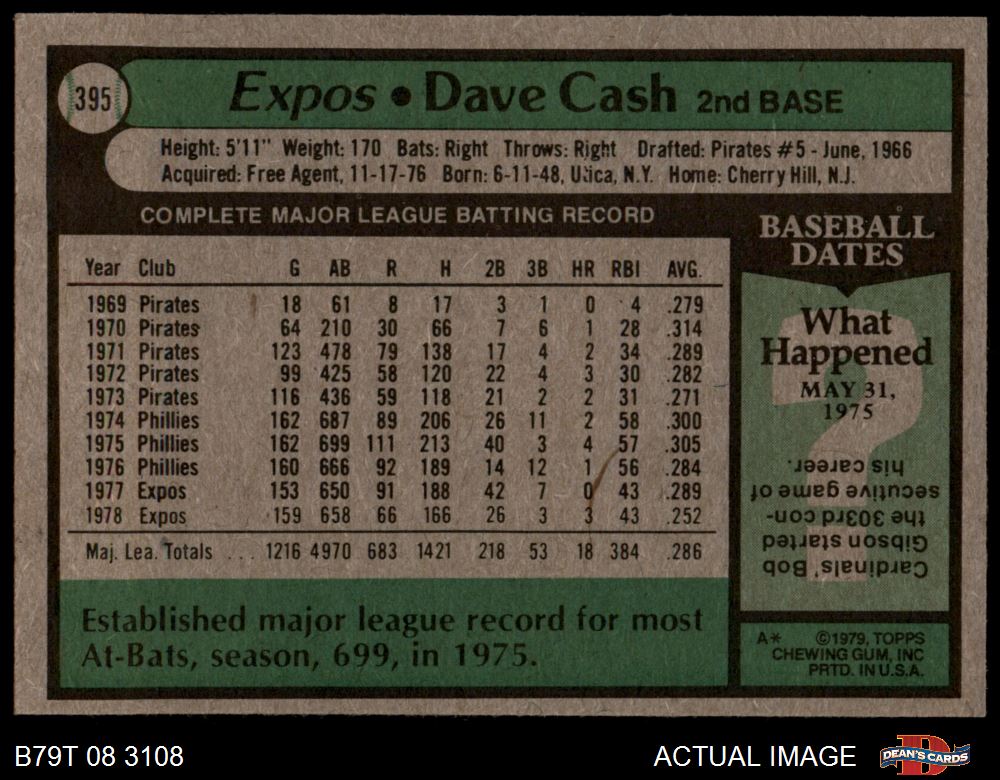 395
Expos • Dave Cash 2nd BASE
Height: 5'11" Weight: 170 Bats: Right Throws: Right Drafted: Pirates #5 - June, 1966
Acquired: Free Agent, 11-17-76 Born: 6-11-48, Utica, N.Y. Home: Cherry Hill, N.J.
COMPLETE MAJOR LEAGUE BATTING RECORD
Year Club G AB R H 2B 3B HR RBI AVG.
1969 Pirates 18 61 8 17 3 1 0 4 .279
1970 Pirates 64 210 30 66 7 6 1 28 .314
1971 Pirates 123 478 79 138 17 4 2 34 .289
1972 Pirates 99 425 58 120 22 4 3 30 .282
1973 Pirates 116 436 59 118 21 2 2 31 .271
1974 Phillies 162 687 89 206 26 11 2 58 .300
1975 Phillies 162 699 111 213 40 3 4 57 .305
1976 Phillies 160 666 92 189 14 12 1 56 .284
1977 Expos 153 650 91 188 42 7 0 43 .289
1978 Expos 159 658 66 166 26 3 3 43 .252
Maj. Lea. Totals ... 1216 4970 683 1421 218 53 18 384 .286
Established major league record for most
At-Bats, season, 699, in 1975.
BASEBALL
DATES
What
Happened
MAY 31,
1975
Cardinals' Bob
Gibson started
the 303rd con-
secutive game of
his career.
A* ©1979, TOPPS
CHEWING GUM, INC
PRTD. IN U.S.A.
B79T 08 3108
ACTUAL IMAGE
DEAN'S CARDS